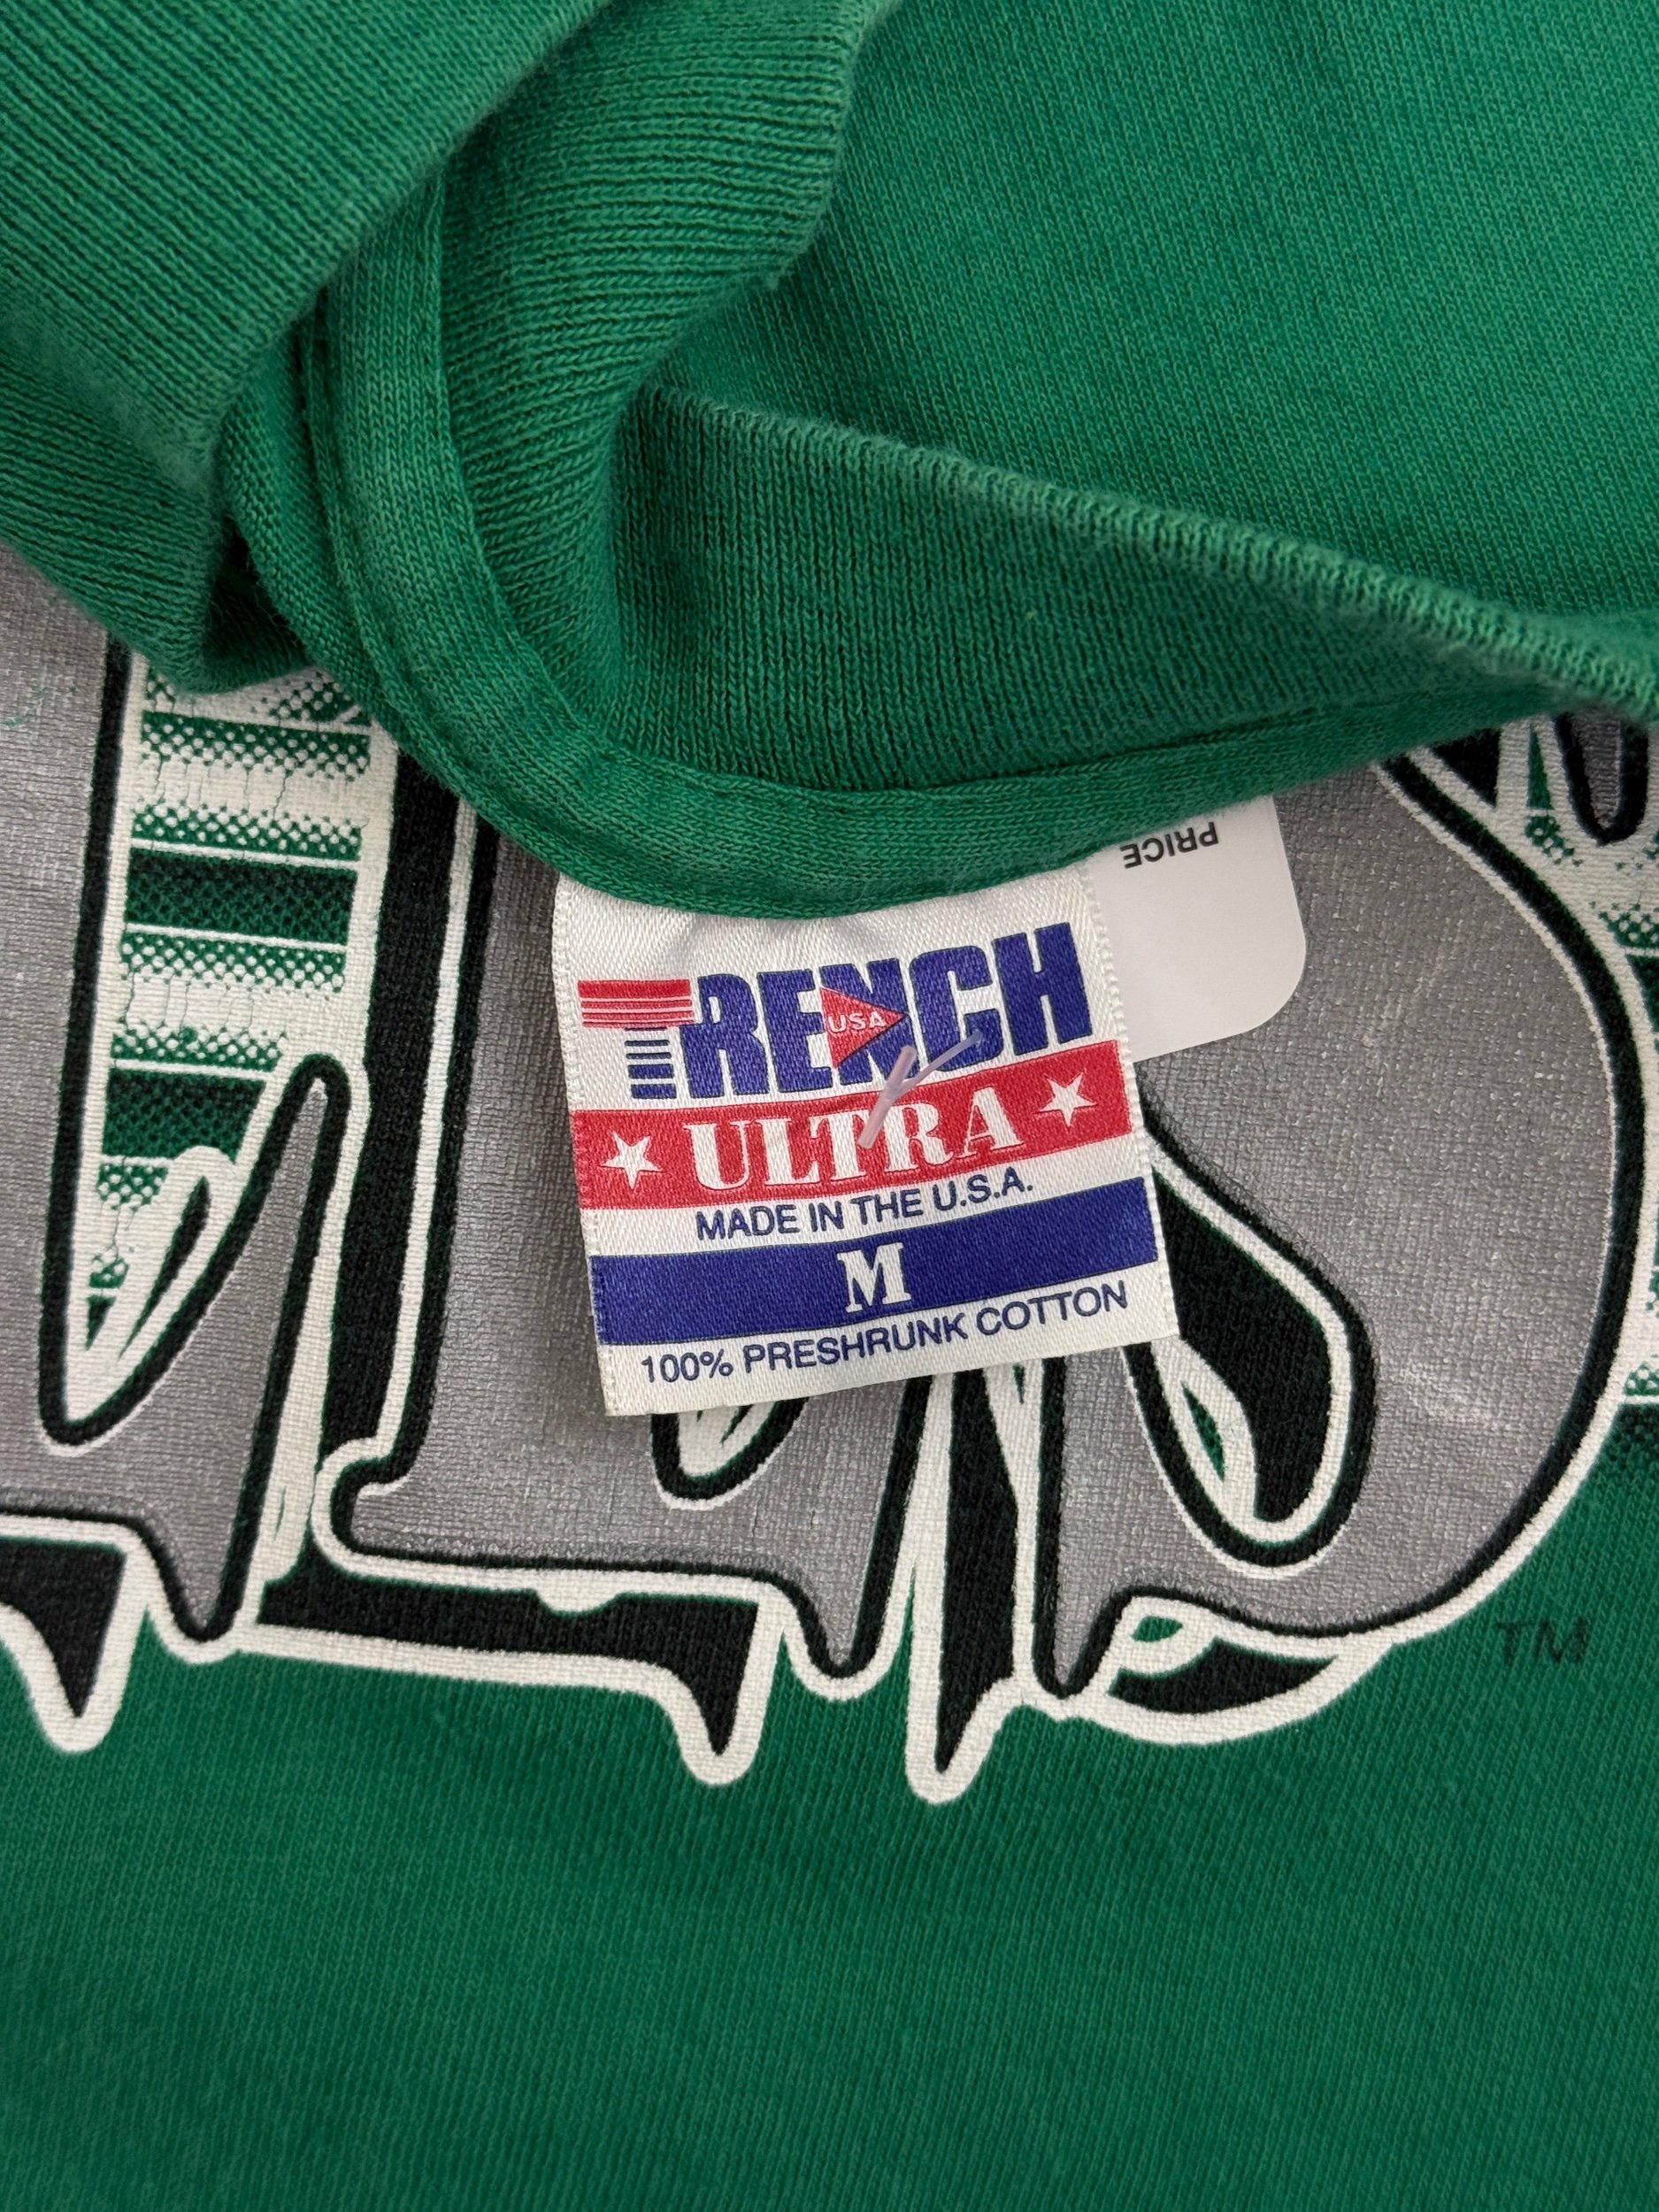 PRICE
TRENCH
USA
ULTRA
MADE IN THE U.S.A.
M
100% PRESHRUNK COTTON
TM